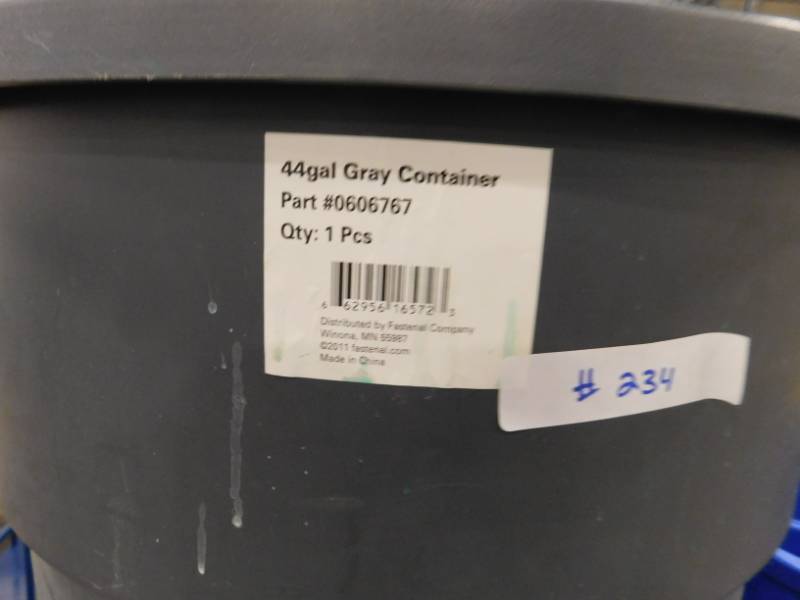 44gal Gray Container
Part #0606767
Qty: 1 Pcs
6 62956 16572 3
Distributed by Fastenal Company
Winona, MN 55987
©2011 fastenal.com
Made in China
# 234